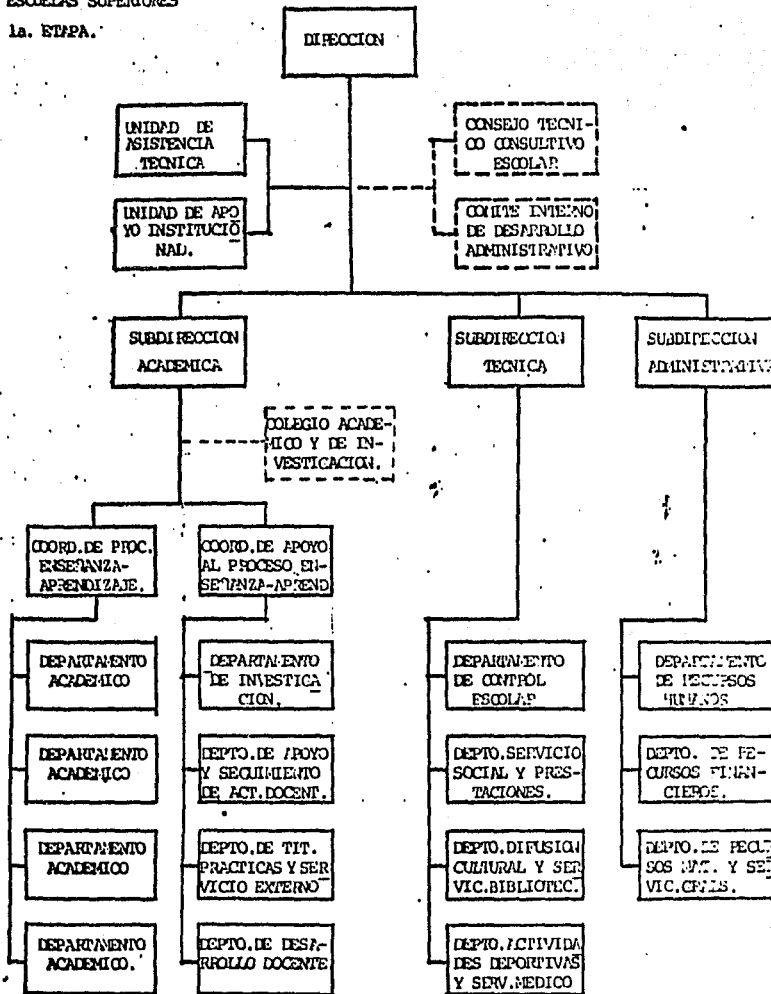 ESCUELAS SUPERIORES
1a. ETAPA.
DIRECCION
UNIDAD DE
ASISTENCIA
TECNICA
CONSEJO TECNI-
CO CONSULTIVO
ESCOLAR
UNIDAD DE APO
YO INSTITUCIO
NAL.
COMITE INTERNO
DE DESARROLLO
ADMINISTRATIVO
SUBDIRECCION
ACADEMICA
SUBDIRECCION
TECNICA
SUBDIRECCION
ADMINISTRATIVA
COLEGIO ACADE-
MICO Y DE IN-
VESTIGACION.
COORD.DE PROC.
ENSEÑANZA-
APRENDIZAJE.
COORD.DE APOYO
AL PROCESO EN-
SEÑANZA-APREND
DEPARTAMENTO
ACADEMICO
DEPARTAMENTO
DE INVESTIGA
CION.
DEPARTAMENTO
DE CONTROL
ESCOLAR
DEPARTAMENTO
DE RECURSOS
HUMANOS
DEPARTAMENTO
ACADEMICO
DEPTO.DE APOYO
Y SEGUIMIENTO
DE ACT.DOCENT.
DEPTO.SERVICIO
SOCIAL Y PRES-
TACIONES.
DEPTO. DE RE-
CURSOS FINAN-
CIEROS.
DEPARTAMENTO
ACADEMICO
DEPTO.DE TIT.
PRACTICAS Y SER
VICIO EXTERNO
DEPTO.DIFUSION
CULTURAL Y SER
VIC.BIBLIOTEC.
DEPTO.DE RECUR
SOS MAT. Y SE
VIC.GRALS.
DEPARTAMENTO
ACADEMICO.
DEPTO.DE DESA-
RROLLO DOCENTE
DEPTO.ACTIVIDA
DES DEPORTIVAS
Y SERV.MEDICO